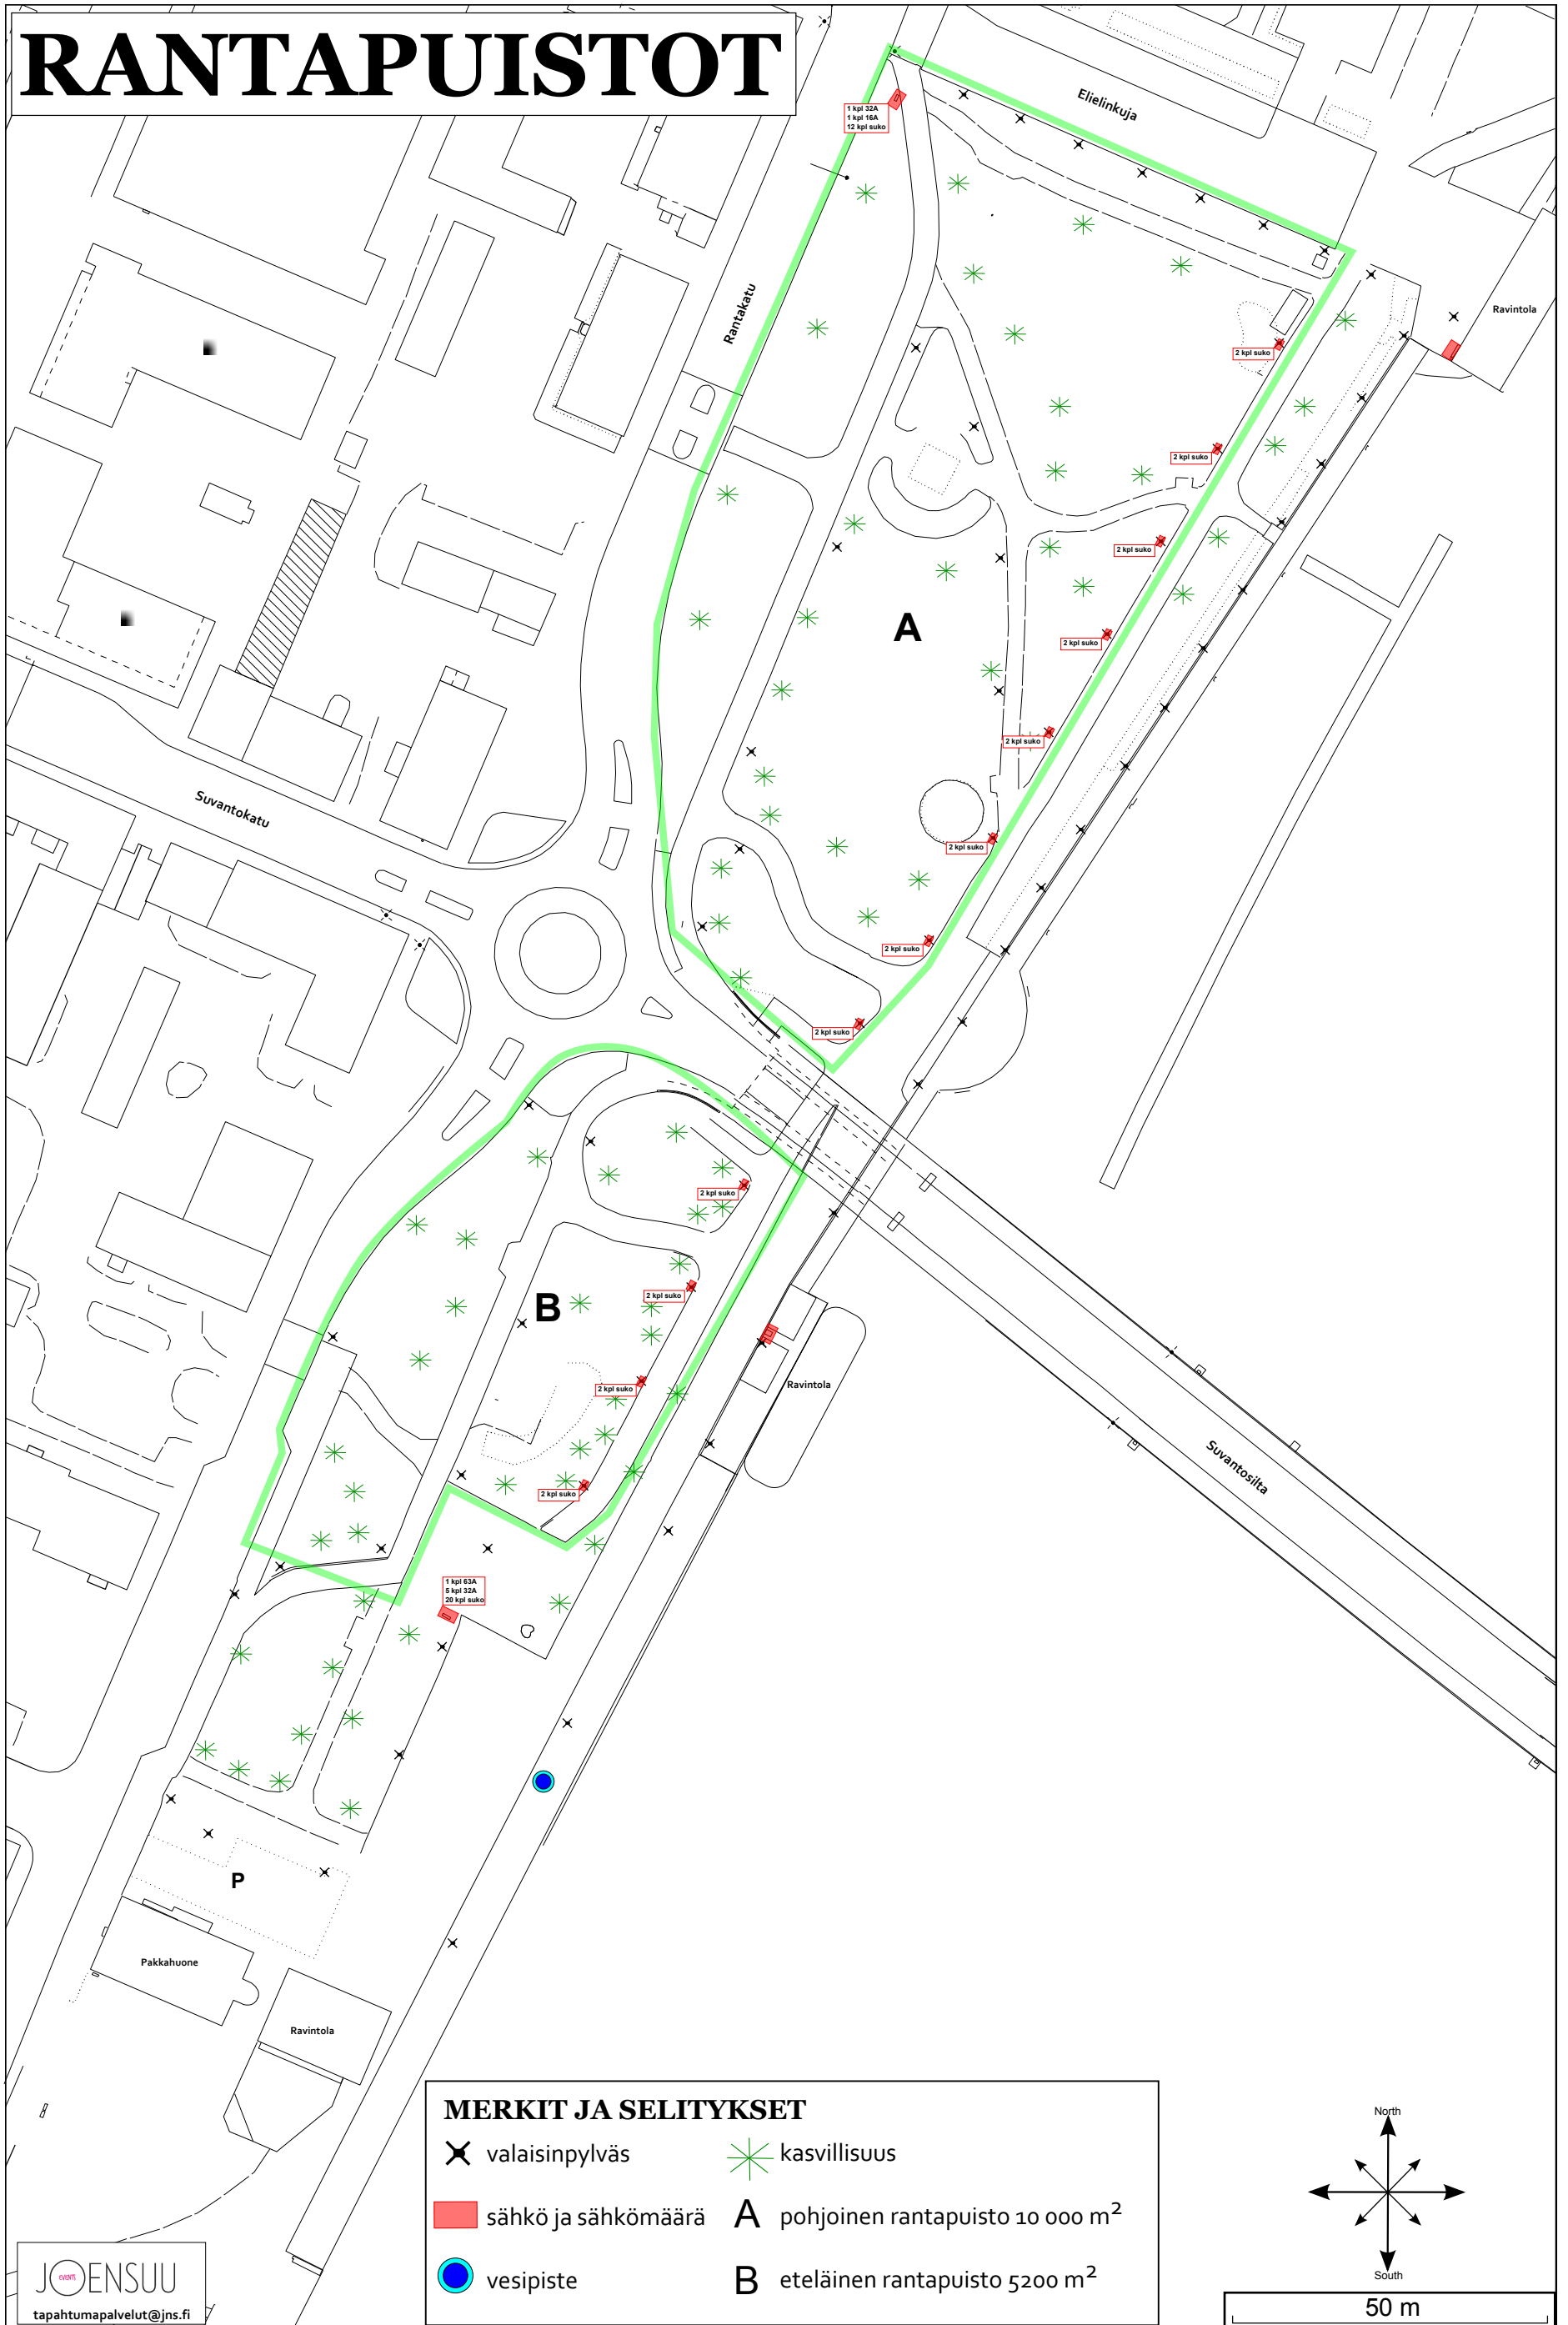 RANTAPUISTOT
Elielinkuja
1 kpl 32A
1 kpl 16A
12 kpl suko
Rantakatu
Ravintola
2 kpl suko
2 kpl suko
2 kpl suko
A
2 kpl suko
2 kpl suko
Suvantokatu
2 kpl suko
2 kpl suko
2 kpl suko
2 kpl suko
B
2 kpl suko
Ravintola
2 kpl suko
Suvantosilta
2 kpl suko
1 kpl 63A
5 kpl 32A
20 kpl suko
P
Pakkahuone
Ravintola
MERKIT JA SELITYKSET
valaisinpylväs
kasvillisuus
sähkö ja sähkömäärä
A pohjoinen rantapuisto 10 000 m²
vesipiste
B eteläinen rantapuisto 5200 m²
North
South
50 m
JOENSUU
EVENTS
tapahtumapalvelut@jns.fi